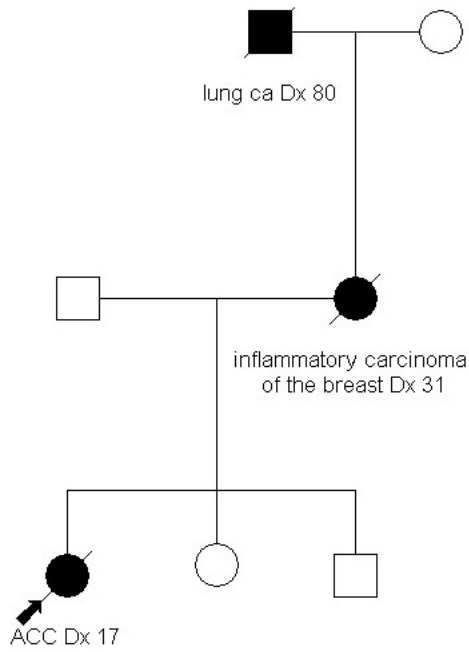 lung ca Dx 80
inflammatory carcinoma
of the breast Dx 31
ACC Dx 17